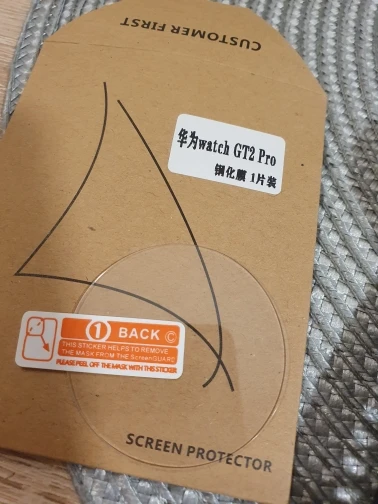 CUSTOMER FIRST
华为watch GT2 Pro
钢化膜 1片装
1 BACK ©
THIS STICKER HELPS TO REMOVE
THE MASK FROM THE ScreenGUARD
PLEASE PEEL OFF THE MASK WITH THIS STICKER
SCREEN PROTECTOR